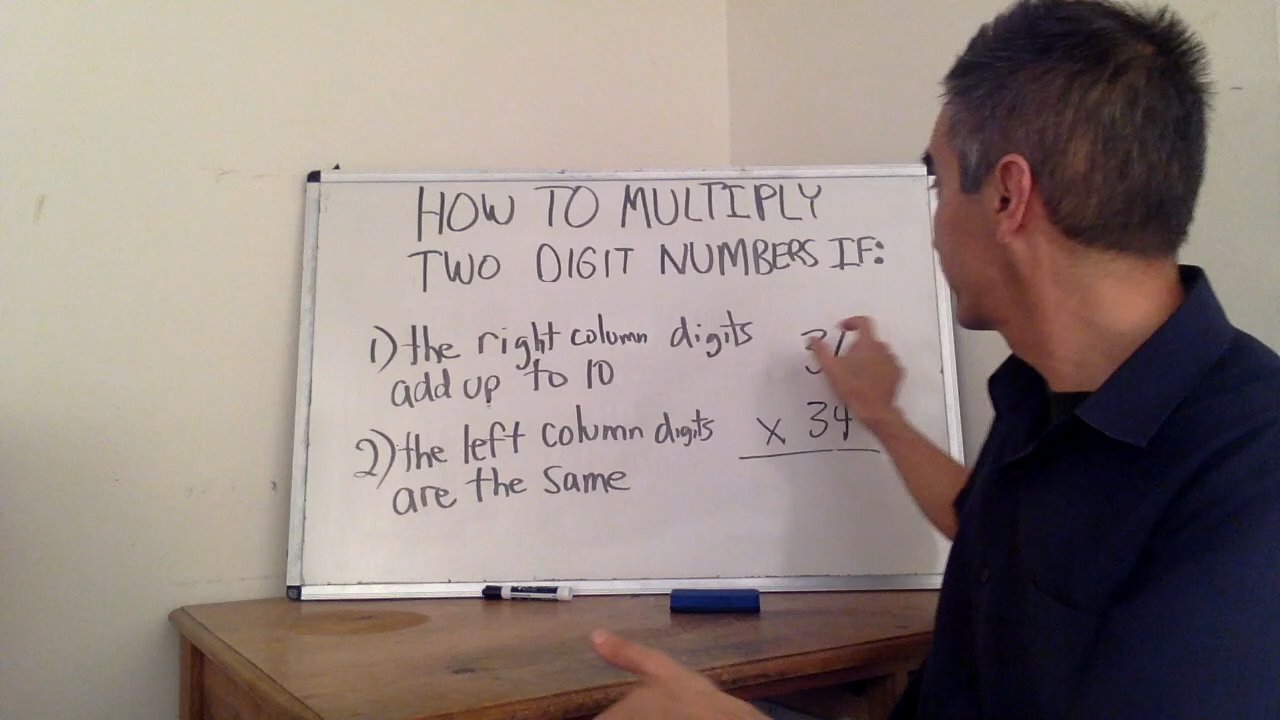 HOW TO MULTIPLY
TWO DIGIT NUMBERS IF:
1) the right column digits
add up to 10
2) the left column digits
are the same
x 34